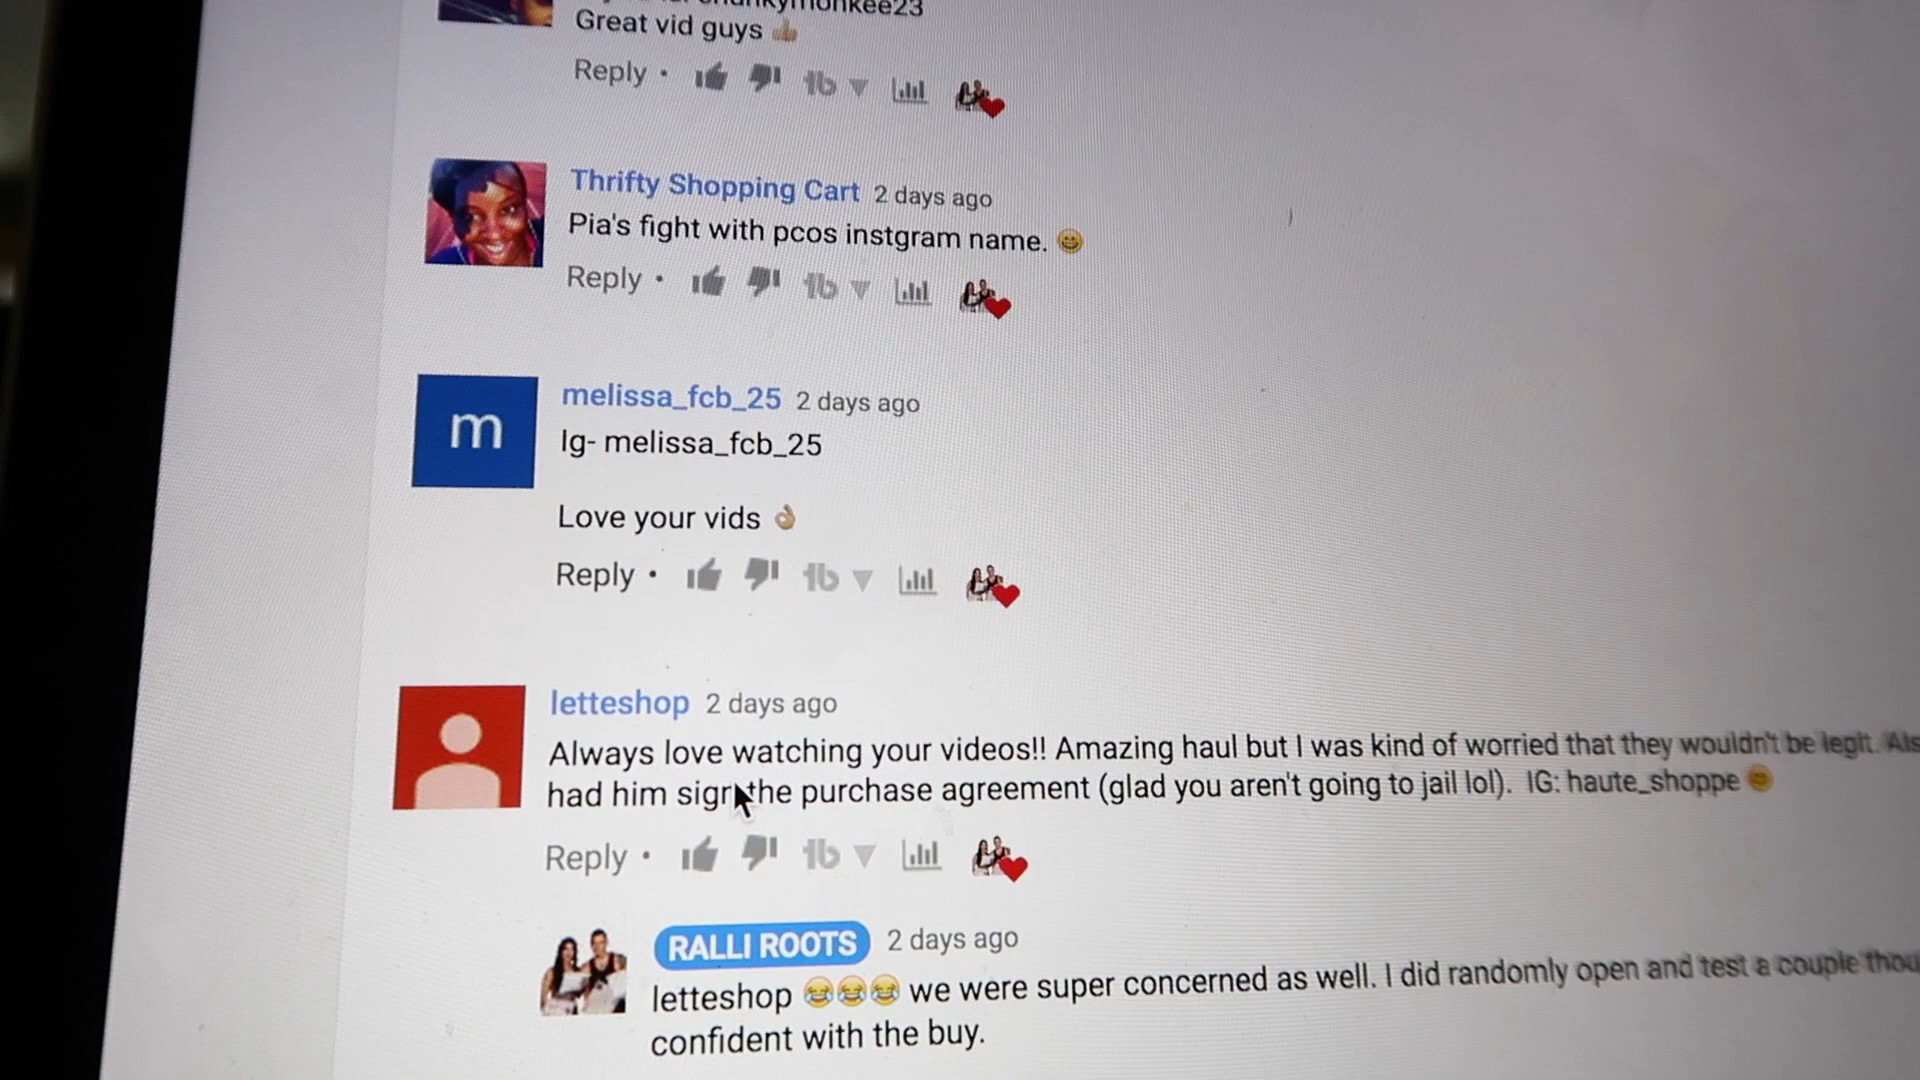 Great vid guys 👍🏼
Reply •
Thrifty Shopping Cart 2 days ago
Pia's fight with pcos instgram name. 😀
Reply •
m
melissa_fcb_25 2 days ago
Ig- melissa_fcb_25
Love your vids 👌🏼
Reply •
letteshop 2 days ago
Always love watching your videos!! Amazing haul but I was kind of worried that they wouldn't be legit.
had him sign the purchase agreement (glad you aren't going to jail lol). IG: haute_shoppe 😊
Reply •
RALLI ROOTS 2 days ago
letteshop 😂😂😂 we were super concerned as well. I did randomly open and test a couple
confident with the buy.